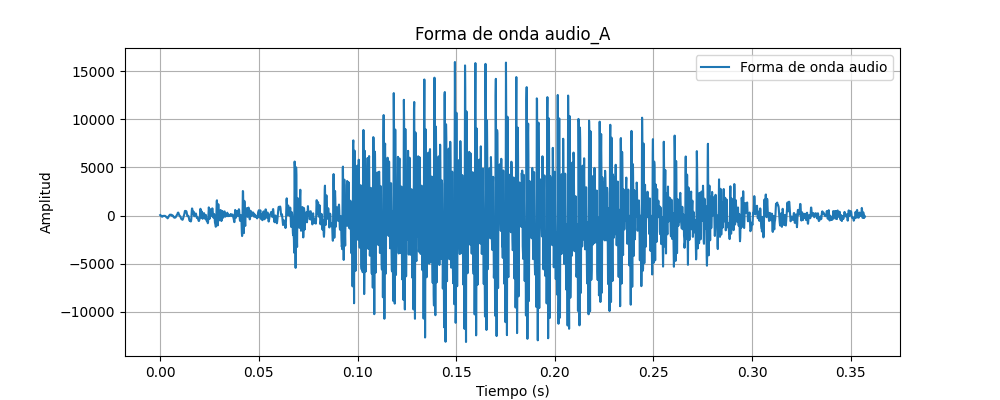 Forma de onda audio_A
Forma de onda audio
15000
10000
5000
0
−5000
−10000
Amplitud
0.00 0.05 0.10 0.15 0.20 0.25 0.30 0.35
Tiempo (s)